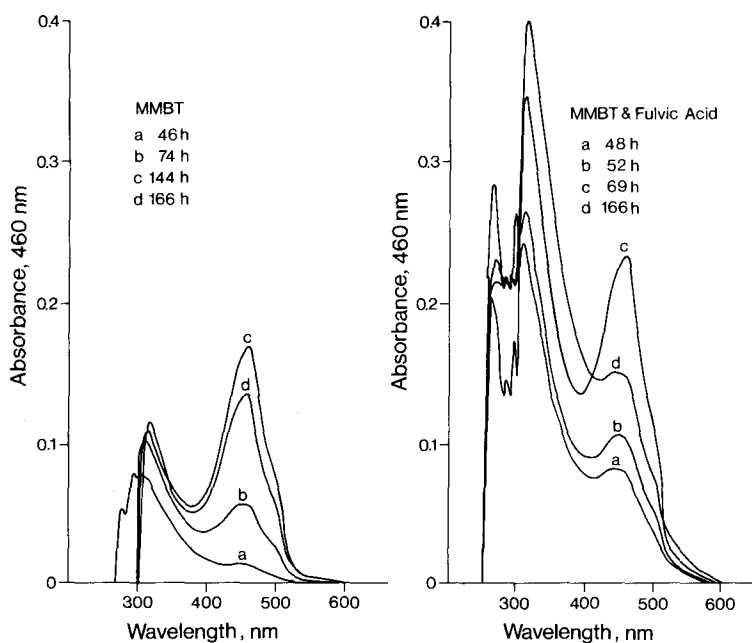 Absorbance, 460 nm
0.4
0.3
0.2
0.1
0
MMBT
a 46 h
b 74 h
c 144 h
d 166 h
c
d
b
a
300 400 500 600
Wavelength, nm
Absorbance, 460 nm
0.4
0.3
0.2
0.1
0
MMBT & Fulvic Acid
a 48 h
b 52 h
c 69 h
d 166 h
c
d
b
a
300 400 500 600
Wavelength, nm